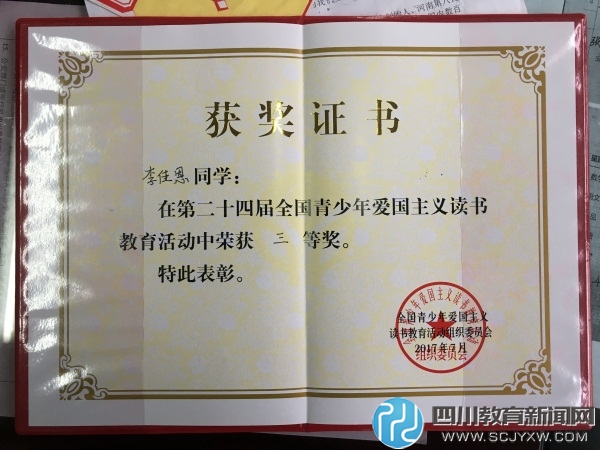 获奖证书
李佳恩同学：
在第二十四届全国青少年爱国主义读书
教育活动中荣获 三 等奖。
特此表彰。
全国青少年爱国主义
读书教育活动组织委员会
2017年7月
组织委员会
四川教育新闻网
WWW.SCJYXW.COM